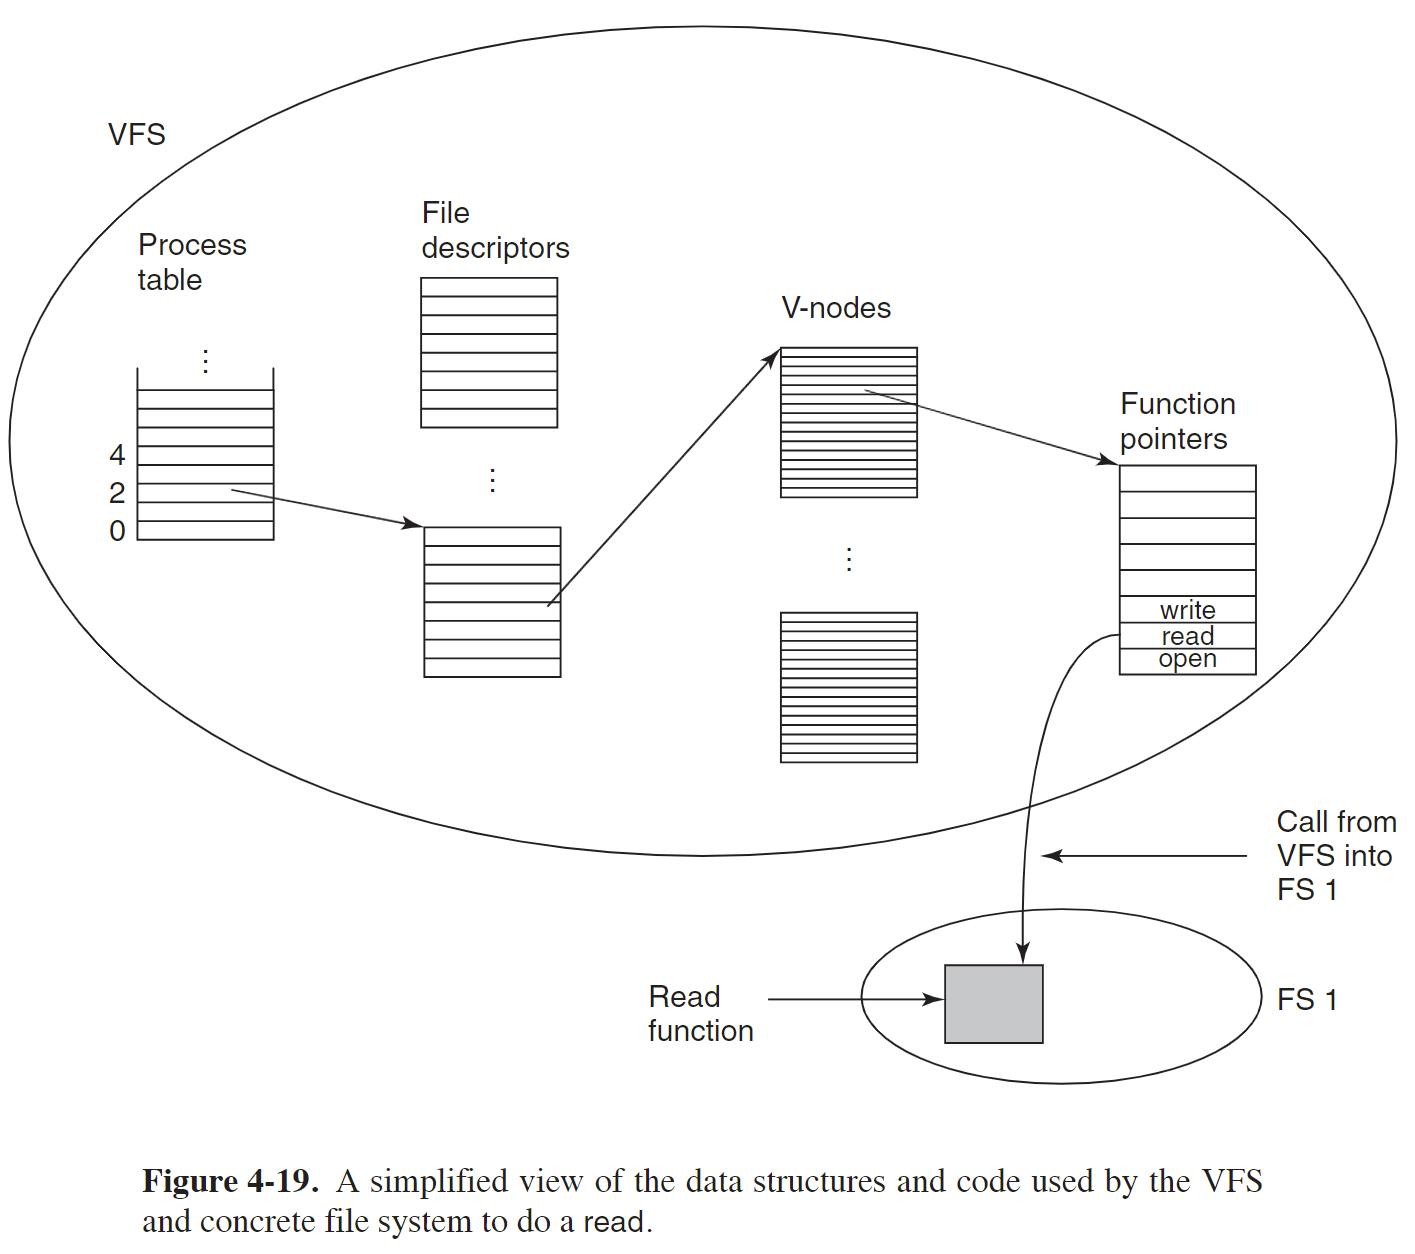 VFS
Process
table
⋮
4
2
0
File
descriptors
⋮
V-nodes
⋮
Function
pointers
write
read
open
Call from
VFS into
FS 1
Read
function
FS 1
Figure 4-19. A simplified view of the data structures and code used by the VFS
and concrete file system to do a read.